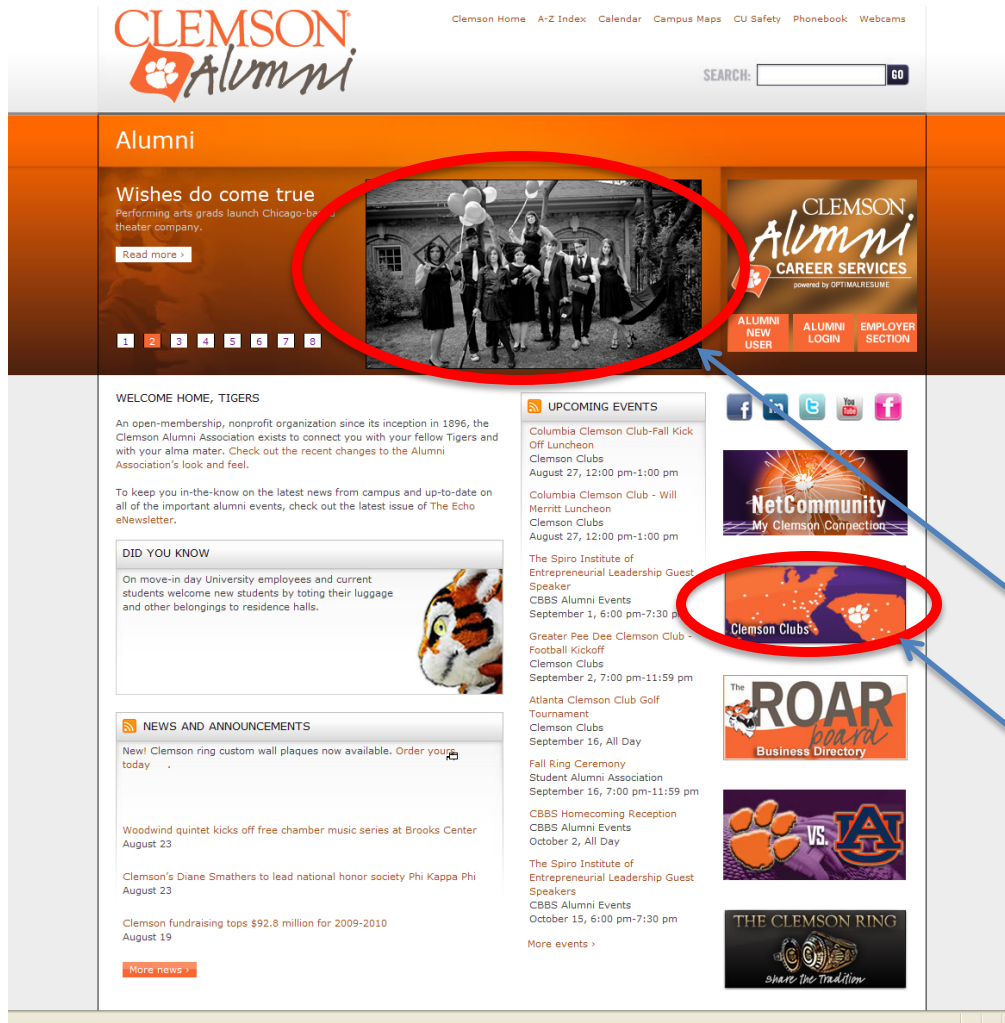 CLEMSON
Alumni
Clemson Home A-Z Index Calendar Campus Maps CU Safety Phonebook Webcams
SEARCH: GO
Alumni
Wishes do come true
Performing arts grads launch Chicago-based
theater company.
Read more ›
1 2 3 4 5 6 7 8
CLEMSON
Alumni
CAREER SERVICES
powered by OPTIMALRESUME
ALUMNI
NEW
USER
ALUMNI
LOGIN
EMPLOYER
SECTION
WELCOME HOME, TIGERS
An open-membership, nonprofit organization since its inception in 1896, the
Clemson Alumni Association exists to connect you with your fellow Tigers and
with your alma mater. Check out the recent changes to the Alumni
Association's look and feel.
To keep you in-the-know on the latest news from campus and up-to-date on
all of the important alumni events, check out the latest issue of The Echo
eNewsletter.
DID YOU KNOW
On move-in day University employees and current
students welcome new students by toting their luggage
and other belongings to residence halls.
NEWS AND ANNOUNCEMENTS
New! Clemson ring custom wall plaques now available. Order yours
today .
Woodwind quintet kicks off free chamber music series at Brooks Center
August 23
Clemson's Diane Smathers to lead national honor society Phi Kappa Phi
August 23
Clemson fundraising tops $92.8 million for 2009-2010
August 19
More news ›
UPCOMING EVENTS
Columbia Clemson Club-Fall Kick
Off Luncheon
Clemson Clubs
August 27, 12:00 pm-1:00 pm
Columbia Clemson Club - Will
Merritt Luncheon
Clemson Clubs
August 27, 12:00 pm-1:00 pm
The Spiro Institute of
Entrepreneurial Leadership Guest
Speaker
CBBS Alumni Events
September 1, 6:00 pm-7:30 p
Greater Pee Dee Clemson Club -
Football Kickoff
Clemson Clubs
September 2, 7:00 pm-11:59 pm
Atlanta Clemson Club Golf
Tournament
Clemson Clubs
September 16, All Day
Fall Ring Ceremony
Student Alumni Association
September 16, 7:00 pm-11:59 pm
CBBS Homecoming Reception
CBBS Alumni Events
October 2, All Day
The Spiro Institute of
Entrepreneurial Leadership Guest
Speakers
CBBS Alumni Events
October 15, 6:00 pm-7:30 pm
More events ›
f in t You Tube f
NetCommunity
My Clemson Connection
Clemson Clubs
The
ROAR
board
Business Directory
VS. AU
THE CLEMSON RING
Share the Tradition